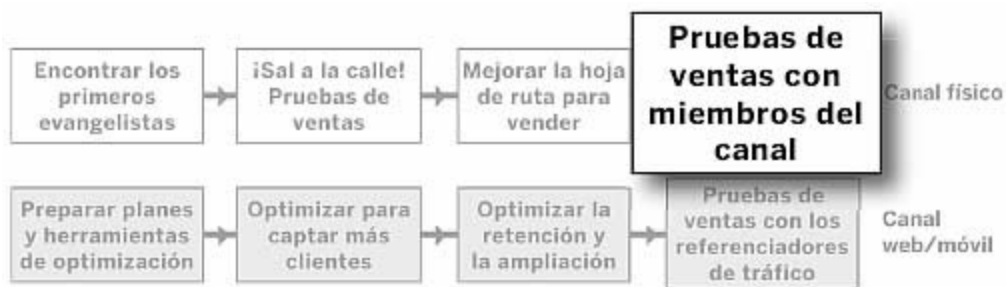 Encontrar los
primeros
evangelistas
¡Sal a la calle!
Pruebas de
ventas
Mejorar la hoja
de ruta para
vender
Pruebas de
ventas con
miembros del
canal
Canal físico
Preparar planes
y herramientas
de optimización
Optimizar para
captar más
clientes
Optimizar la
retención y
la ampliación
Pruebas de
ventas con los
referenciadores
de tráfico
Canal
web/móvil